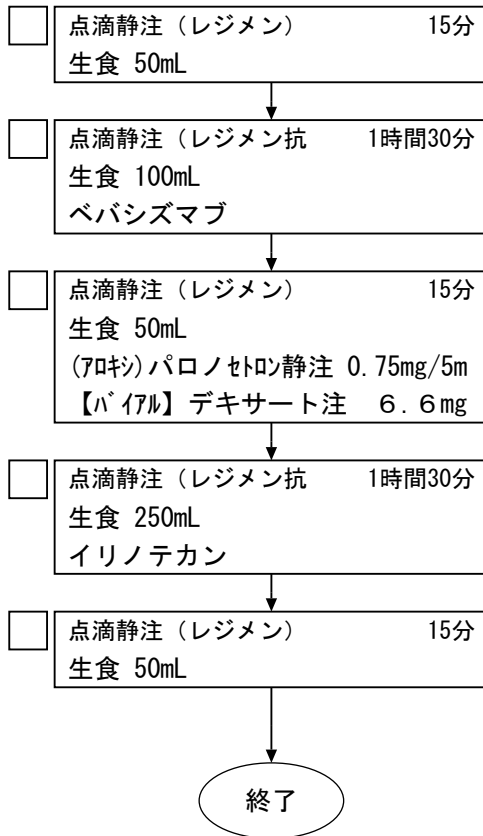 点滴静注（レジメン） 15分
生食 50mL
点滴静注（レジメン抗 1時間30分
生食 100mL
ベバシズマブ
点滴静注（レジメン） 15分
生食 50mL
(ｱﾛｷｼ)パロノｾﾄﾛﾝ静注 0.75mg/5m
【ﾊﾞｲｱﾙ】デキサート注　６.６mg
点滴静注（レジメン抗 1時間30分
生食 250mL
イリノテカン
点滴静注（レジメン） 15分
生食 50mL
終了